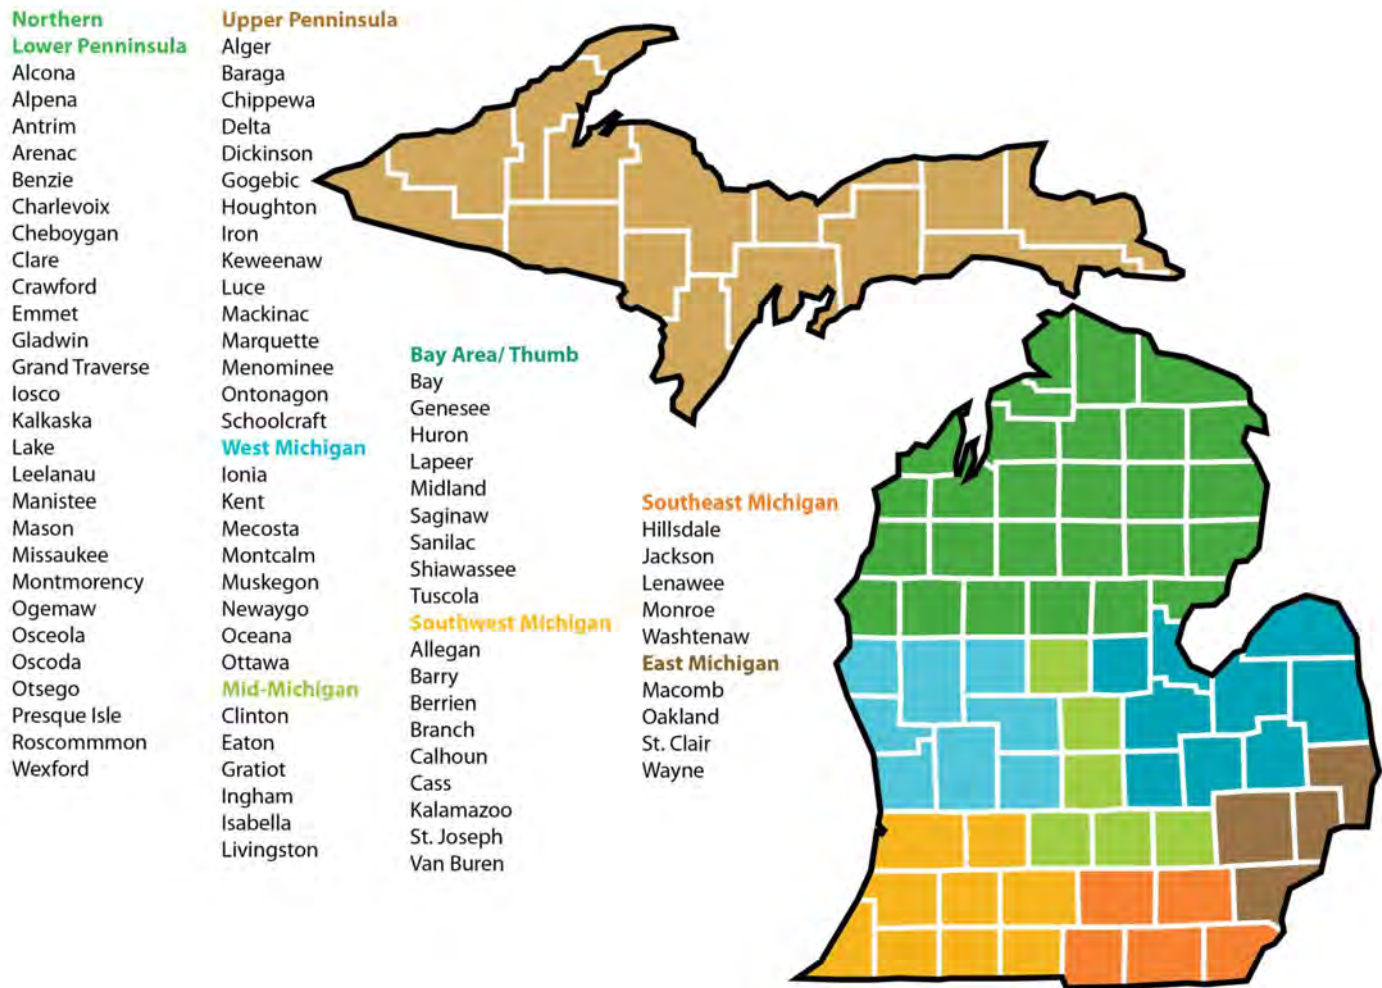 Northern
Lower Penninsula
Alcona
Alpena
Antrim
Arenac
Benzie
Charlevoix
Cheboygan
Clare
Crawford
Emmet
Gladwin
Grand Traverse
Iosco
Kalkaska
Lake
Leelanau
Manistee
Mason
Missaukee
Montmorency
Ogemaw
Osceola
Oscoda
Otsego
Presque Isle
Roscommmon
Wexford
Upper Penninsula
Alger
Baraga
Chippewa
Delta
Dickinson
Gogebic
Houghton
Iron
Keweenaw
Luce
Mackinac
Marquette
Menominee
Ontonagon
Schoolcraft
West Michigan
Ionia
Kent
Mecosta
Montcalm
Muskegon
Newaygo
Oceana
Ottawa
Mid-Michigan
Clinton
Eaton
Gratiot
Ingham
Isabella
Livingston
Bay Area/ Thumb
Bay
Genesee
Huron
Lapeer
Midland
Saginaw
Sanilac
Shiawassee
Tuscola
Southwest Michigan
Allegan
Barry
Berrien
Branch
Calhoun
Cass
Kalamazoo
St. Joseph
Van Buren
Southeast Michigan
Hillsdale
Jackson
Lenawee
Monroe
Washtenaw
East Michigan
Macomb
Oakland
St. Clair
Wayne